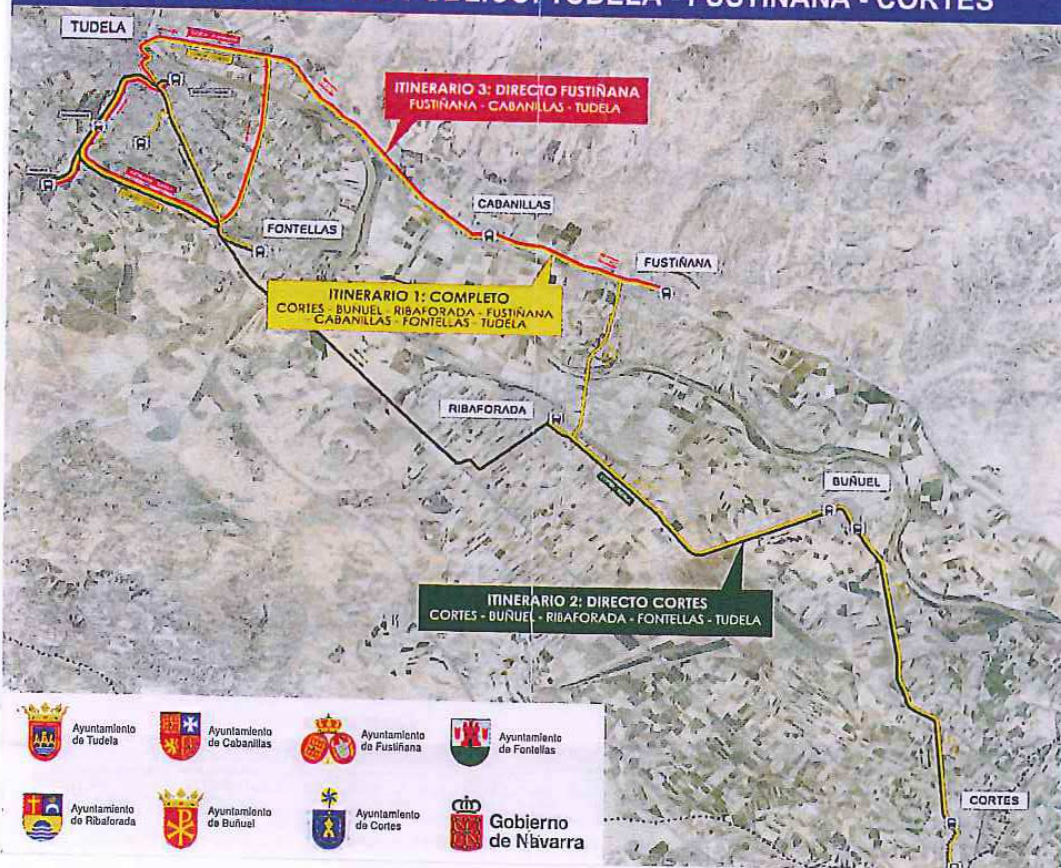 TUDELA - FUSTIÑANA - CORTES
TUDELA
ITINERARIO 3: DIRECTO FUSTIÑANA
FUSTIÑANA - CABANILLAS - TUDELA
CABANILLAS
FONTELLAS
FUSTIÑANA
ITINERARIO 1: COMPLETO
CORTES - BUÑUEL - RIBAFORADA - FUSTIÑANA
CABANILLAS - FONTELLAS - TUDELA
RIBAFORADA
BUÑUEL
ITINERARIO 2: DIRECTO CORTES
CORTES - BUÑUEL - RIBAFORADA - FONTELLAS - TUDELA
CORTES
Ayuntamiento
de Tudela
Ayuntamiento
de Cabanillas
Ayuntamiento
de Fustiñana
Ayuntamiento
de Fontellas
Ayuntamiento
de Ribaforada
Ayuntamiento
de Buñuel
Ayuntamiento
de Cortes
Gobierno
de Navarra